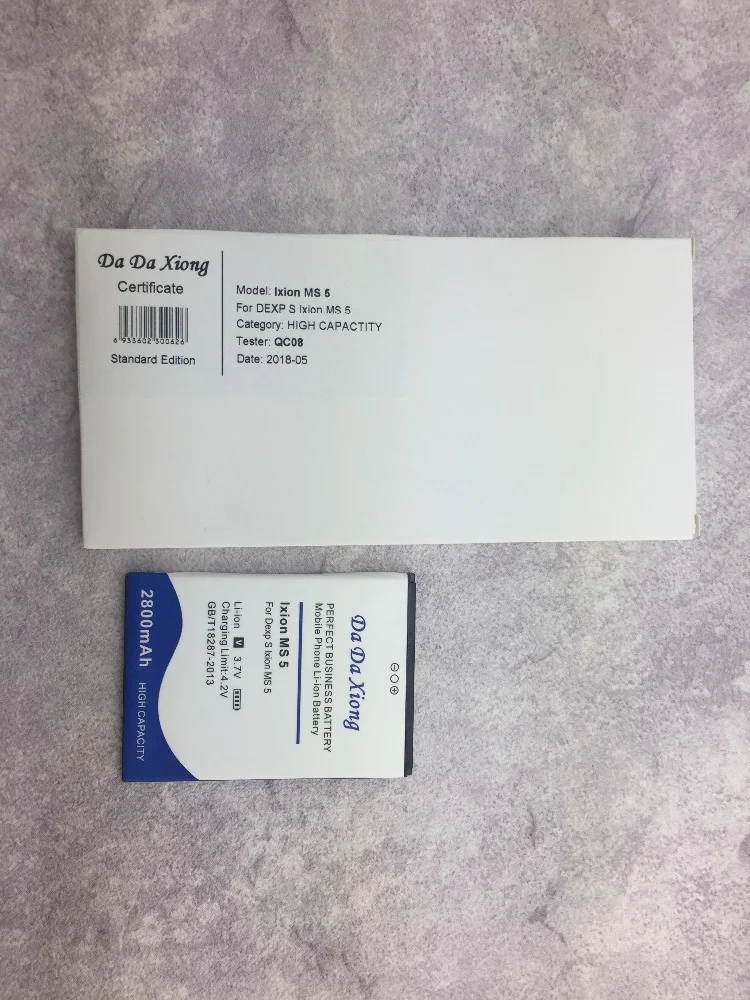 Da Da Xiong
Certificate
6 933602 300626
Standard Edition
Model: Ixion MS 5
For DEXP S Ixion MS 5
Category: HIGH CAPACTITY
Tester: QC08
Date: 2018-05
Da Da Xiong
PERFECT BUSINESS BATTERY
Mobile Phone Li-ion Battery
Ixion MS 5
For Dexp S Ixion MS 5
Li-ion V 3.7V
Charging Limit:4.2V
GB/T18287-2013
2800mAh HIGH CAPACITY